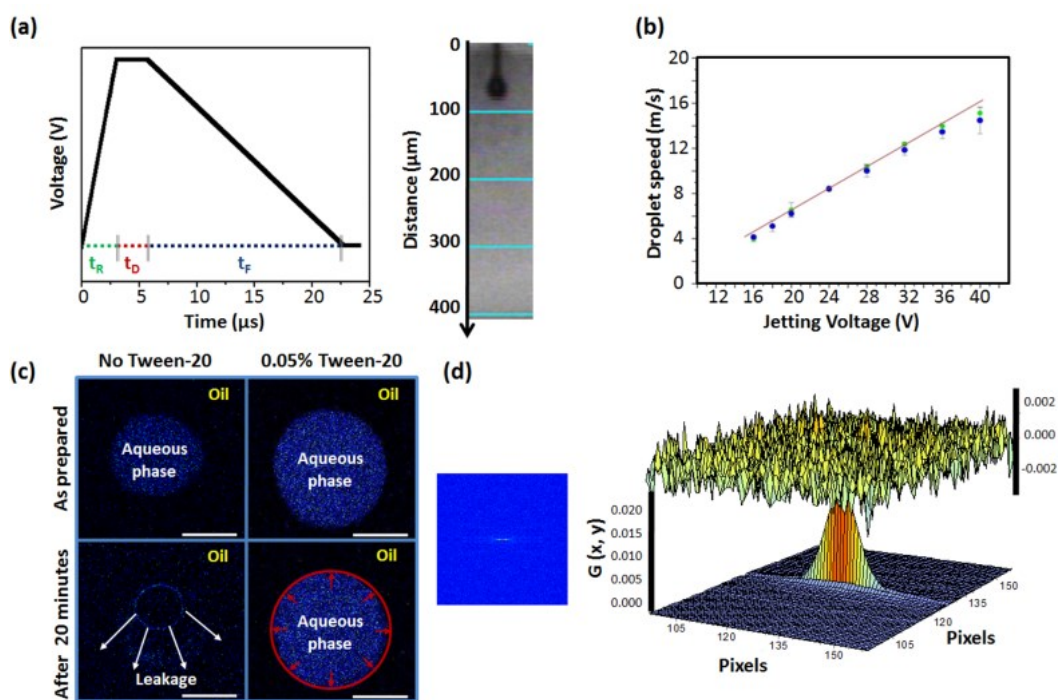 (a)
Voltage (V)
t_R
t_D
t_F
0
5
10
15
20
25
Time (µs)
Distance (µm)
0
100
200
300
400
(b)
Droplet speed (m/s)
20
16
12
8
4
0
12
16
20
24
28
32
36
40
Jetting Voltage (V)
(c)
No Tween-20
0.05% Tween-20
As prepared
Oil
Aqueous
phase
Oil
Aqueous
phase
After 20 minutes
Oil
Leakage
Oil
Aqueous
phase
(d)
0.002
0.000
-0.002
G (x, y)
0.020
0.015
0.010
0.005
0.000
105
120
135
150
Pixels
105
120
135
150
Pixels